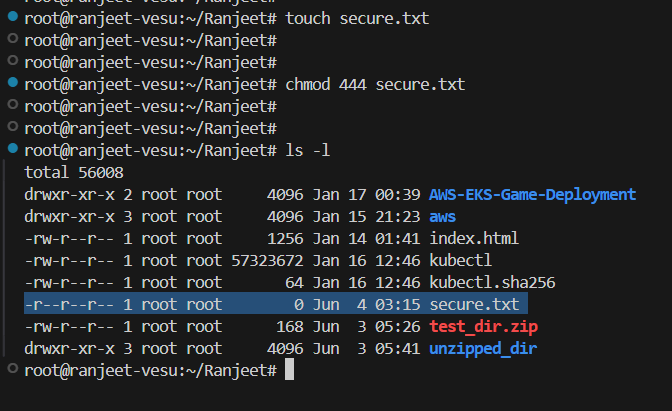 root@ranjeet-vesu:~/Ranjeet# touch secure.txt
root@ranjeet-vesu:~/Ranjeet#
root@ranjeet-vesu:~/Ranjeet#
root@ranjeet-vesu:~/Ranjeet# chmod 444 secure.txt
root@ranjeet-vesu:~/Ranjeet#
root@ranjeet-vesu:~/Ranjeet#
root@ranjeet-vesu:~/Ranjeet# ls -l
total 56008
drwxr-xr-x 2 root root     4096 Jan 17 00:39 AWS-EKS-Game-Deployment
drwxr-xr-x 3 root root     4096 Jan 15 21:23 aws
-rw-r--r-- 1 root root     1256 Jan 14 01:41 index.html
-rw-r--r-- 1 root root 57323672 Jan 16 12:46 kubectl
-rw-r--r-- 1 root root       64 Jan 16 12:46 kubectl.sha256
-r--r--r-- 1 root root        0 Jun  4 03:15 secure.txt
-rw-r--r-- 1 root root      168 Jun  3 05:26 test_dir.zip
drwxr-xr-x 3 root root     4096 Jun  3 05:41 unzipped_dir
root@ranjeet-vesu:~/Ranjeet#